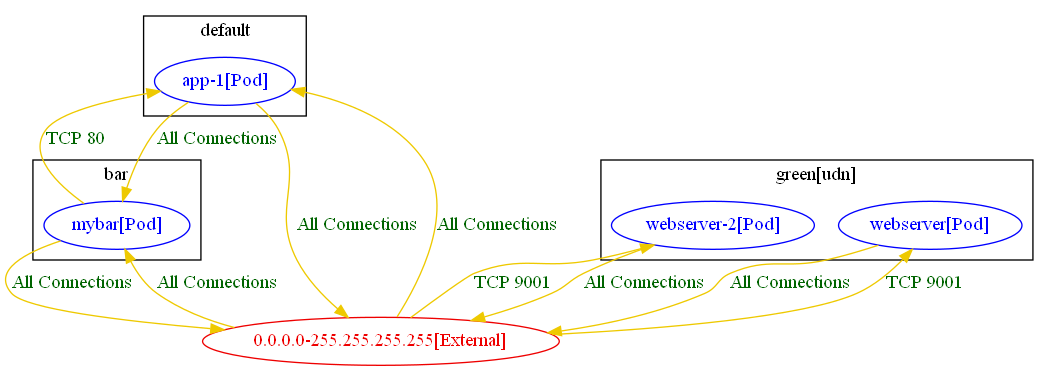 default
app-1[Pod]
TCP 80
All Connections
bar
green[udn]
mybar[Pod]
All Connections
All Connections
webserver-2[Pod]
webserver[Pod]
All Connections
All Connections
TCP 9001
All Connections
All Connections
TCP 9001
0.0.0.0-255.255.255.255[External]